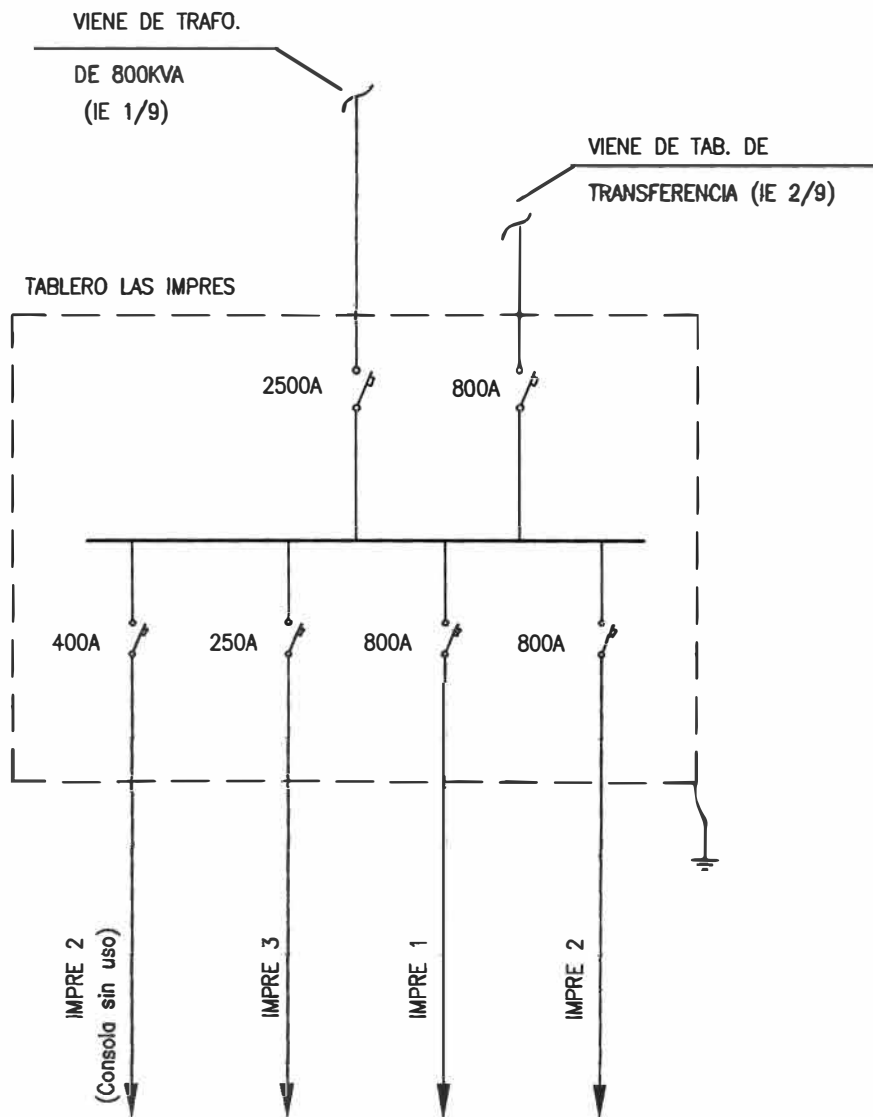 VIENE DE TRAFO.
DE 800KVA
(IE 1/9)
VIENE DE TAB. DE
TRANSFERENCIA (IE 2/9)
TABLERO LAS IMPRES
2500A
800A
400A
250A
800A
800A
IMPRE 2
(Consola sin uso)
IMPRE 3
IMPRE 1
IMPRE 2